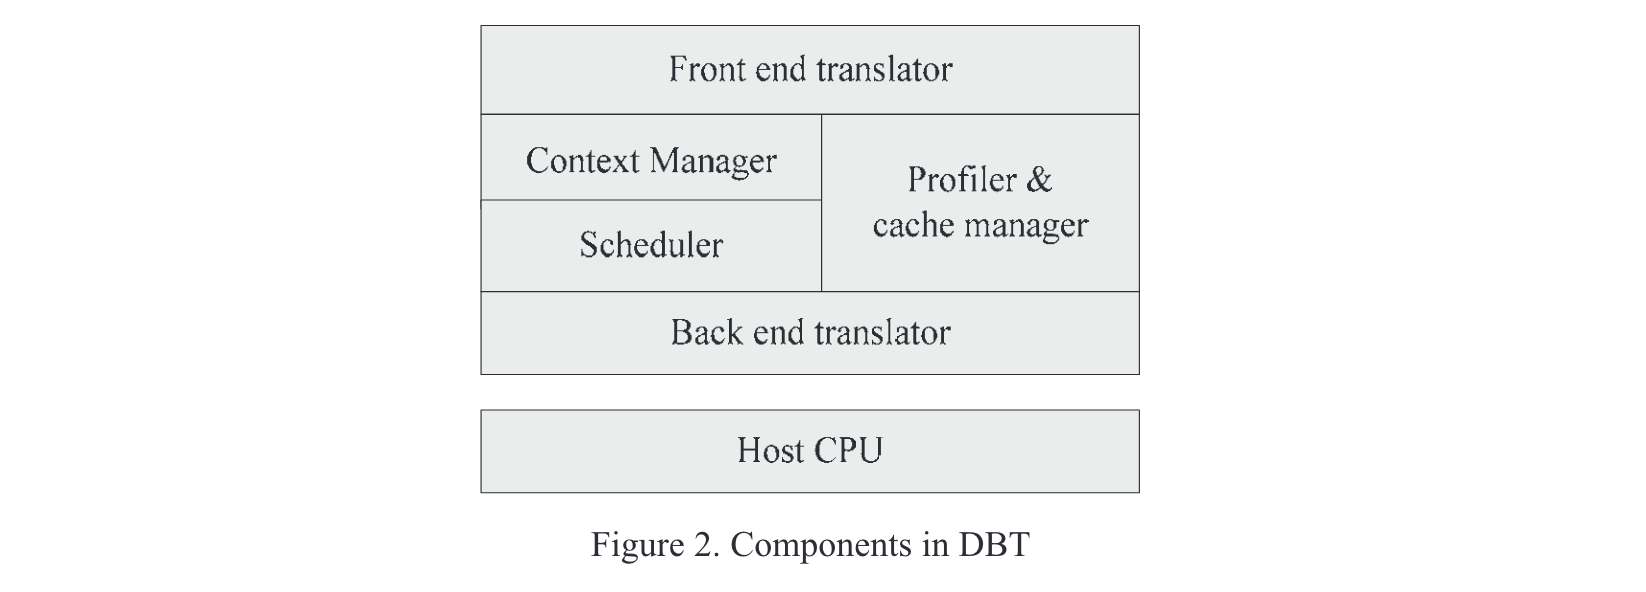 Front end translator
Context Manager
Profiler &
cache manager
Scheduler
Back end translator
Host CPU
Figure 2. Components in DBT